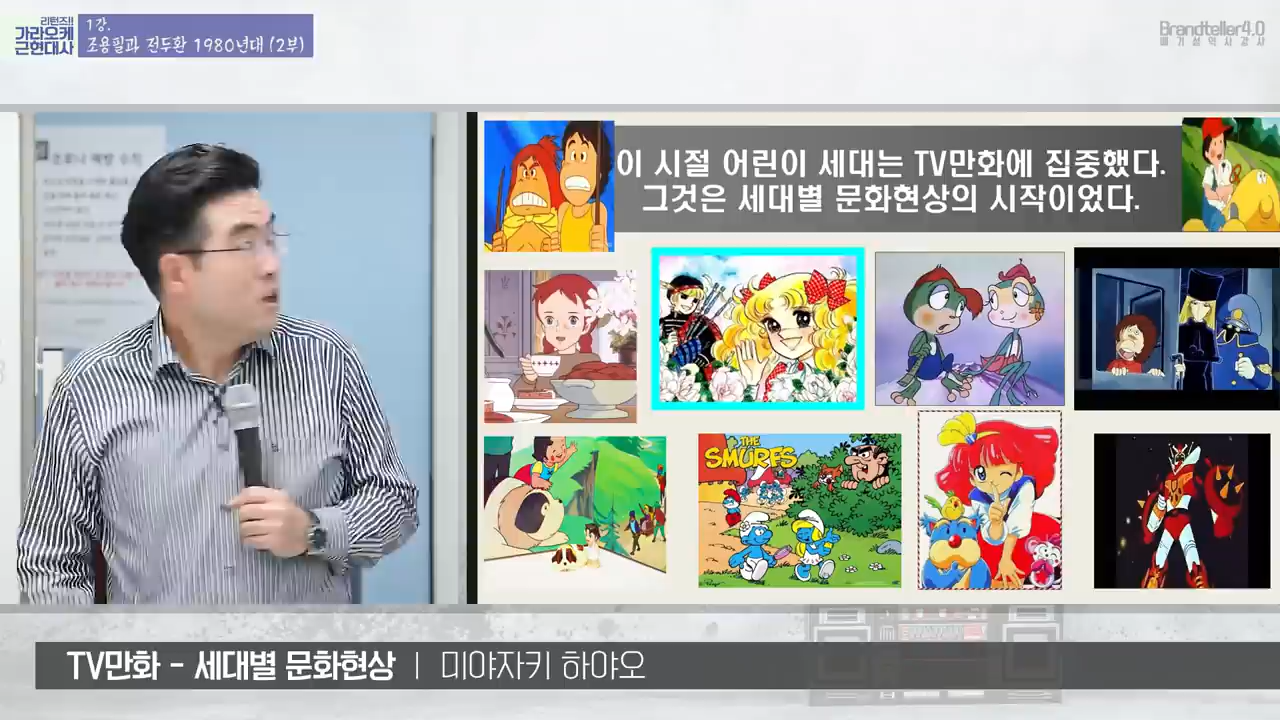 리턴즈!!
가라오케
근현대사
1강.
조용필과 전두환 1980년대 (2부)
Brandteller4.0
이 시절 어린이 세대는 TV만화에 집중했다.
그것은 세대별 문화현상의 시작이었다.
THE
SMURFS
TV만화 - 세대별 문화현상 | 미야자키 하야오